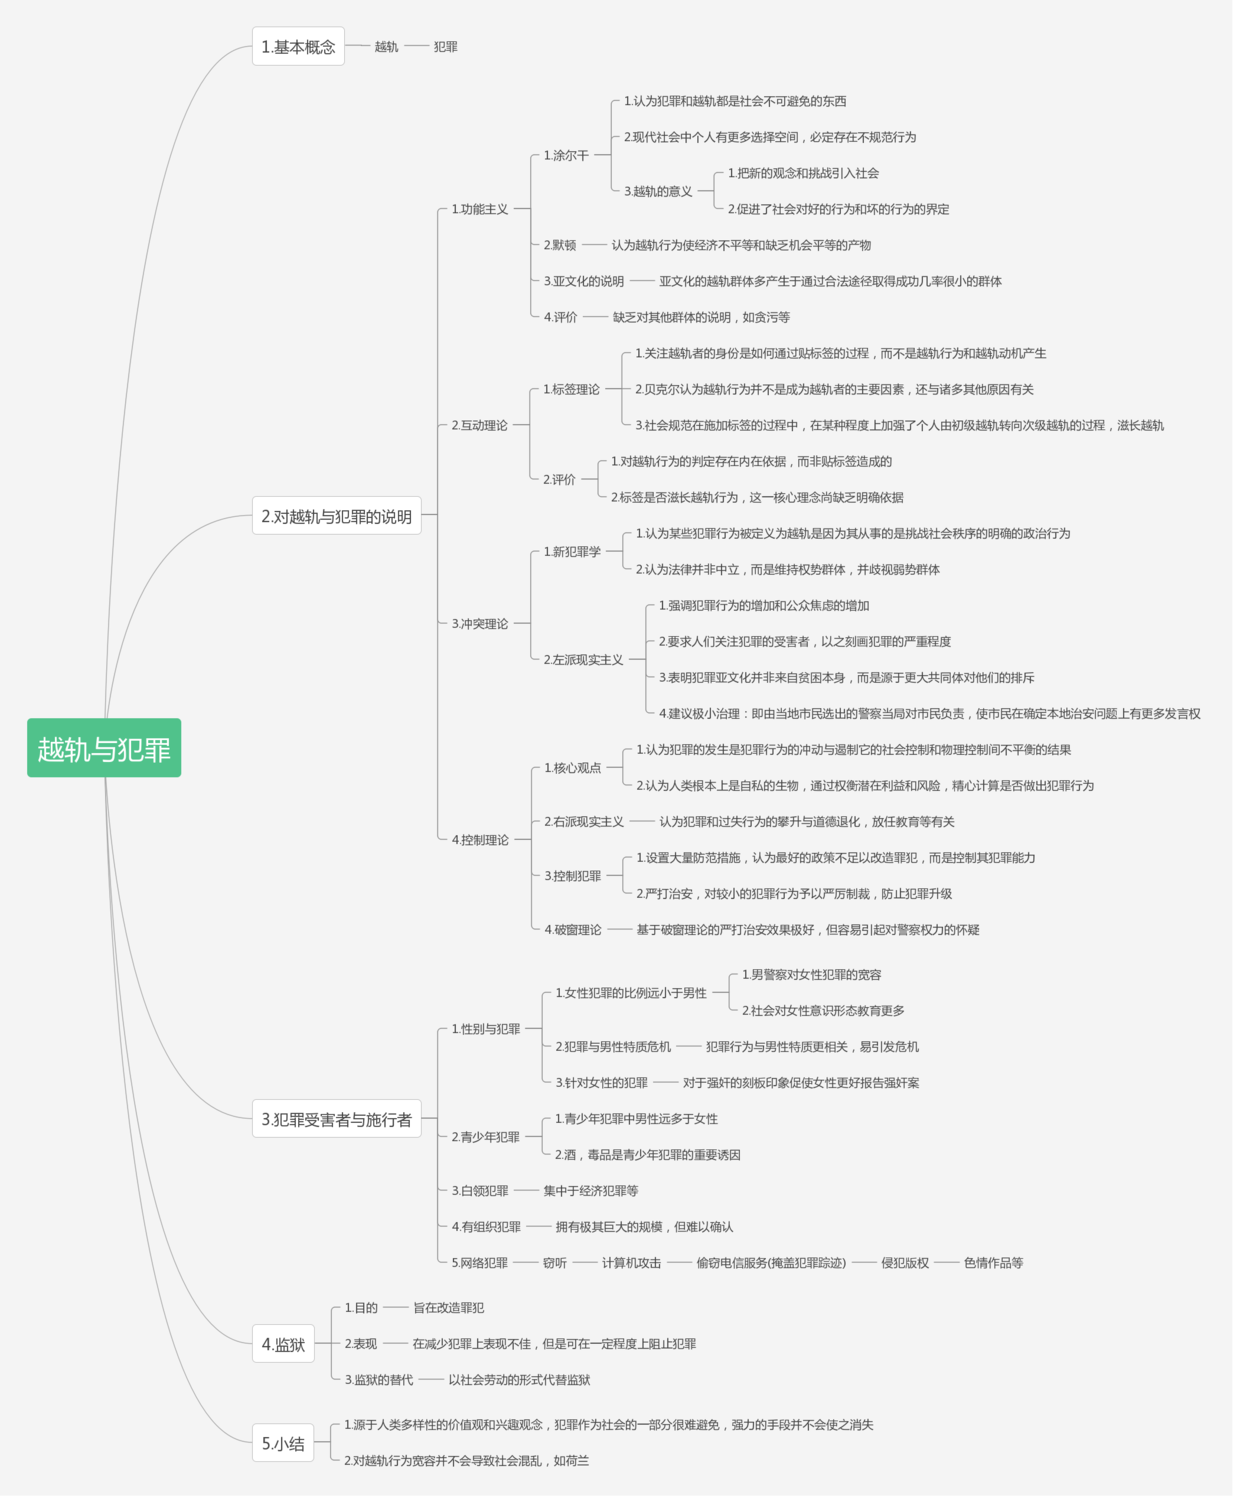 越轨与犯罪
1.基本概念
越轨
犯罪
2.对越轨与犯罪的说明
1.功能主义
1.涂尔干
1.认为犯罪和越轨都是社会不可避免的东西
2.现代社会中个人有更多选择空间，必定存在不规范行为
3.越轨的意义
1.把新的观念和挑战引入社会
2.促进了社会对好的行为和坏的行为的界定
2.默顿
认为越轨行为使经济不平等和缺乏机会平等的产物
3.亚文化的说明
亚文化的越轨群体多产生于通过合法途径取得成功几率很小的群体
4.评价
缺乏对其他群体的说明，如贪污等
2.互动理论
1.标签理论
1.关注越轨者的身份是如何通过贴标签的过程，而不是越轨行为和越轨动机产生
2.贝克尔认为越轨行为并不是成为越轨者的主要因素，还与诸多其他原因有关
3.社会规范在施加标签的过程中，在某种程度上加强了个人由初级越轨转向次级越轨的过程，滋长越轨
2.评价
1.对越轨行为的判定存在内在依据，而非贴标签造成的
2.标签是否滋长越轨行为，这一核心理念尚缺乏明确依据
3.冲突理论
1.新犯罪学
1.认为某些犯罪行为被定义为越轨是因为其从事的是挑战社会秩序的明确的政治行为
2.认为法律并非中立，而是维持权势群体，并歧视弱势群体
2.左派现实主义
1.强调犯罪行为的增加和公众焦虑的增加
2.要求人们关注犯罪的受害者，以之刻画犯罪的严重程度
3.表明犯罪亚文化并非来自贫困本身，而是源于更大共同体对他们的排斥
4.建议极小治理：即由当地市民选出的警察当局对市民负责，使市民在确定本地治安问题上有更多发言权
4.控制理论
1.核心观点
1.认为犯罪的发生是犯罪行为的冲动与遏制它的社会控制和物理控制间不平衡的结果
2.认为人类根本上是自私的生物，通过权衡潜在利益和风险，精心计算是否做出犯罪行为
2.右派现实主义
认为犯罪和过失行为的攀升与道德退化，放任教育等有关
3.控制犯罪
1.设置大量防范措施，认为最好的政策不足以改造罪犯，而是控制其犯罪能力
2.严打治安，对较小的犯罪行为予以严厉制裁，防止犯罪升级
4.破窗理论
基于破窗理论的严打治安效果极好，但容易引起对警察权力的怀疑
3.犯罪受害者与施行者
1.性别与犯罪
1.女性犯罪的比例远小于男性
1.男警察对女性犯罪的宽容
2.社会对女性意识形态教育更多
2.犯罪与男性特质危机
犯罪行为与男性特质更相关，易引发危机
3.针对女性的犯罪
对于强奸的刻板印象促使女性更好报告强奸案
2.青少年犯罪
1.青少年犯罪中男性远多于女性
2.酒，毒品是青少年犯罪的重要诱因
3.白领犯罪
集中于经济犯罪等
4.有组织犯罪
拥有极其巨大的规模，但难以确认
5.网络犯罪
窃听
计算机攻击
偷窃电信服务(掩盖犯罪踪迹)
侵犯版权
色情作品等
4.监狱
1.目的
旨在改造罪犯
2.表现
在减少犯罪上表现不佳，但是可在一定程度上阻止犯罪
3.监狱的替代
以社会劳动的形式代替监狱
5.小结
1.源于人类多样性的价值观和兴趣观念，犯罪作为社会的一部分很难避免，强力的手段并不会使之消失
2.对越轨行为宽容并不会导致社会混乱，如荷兰